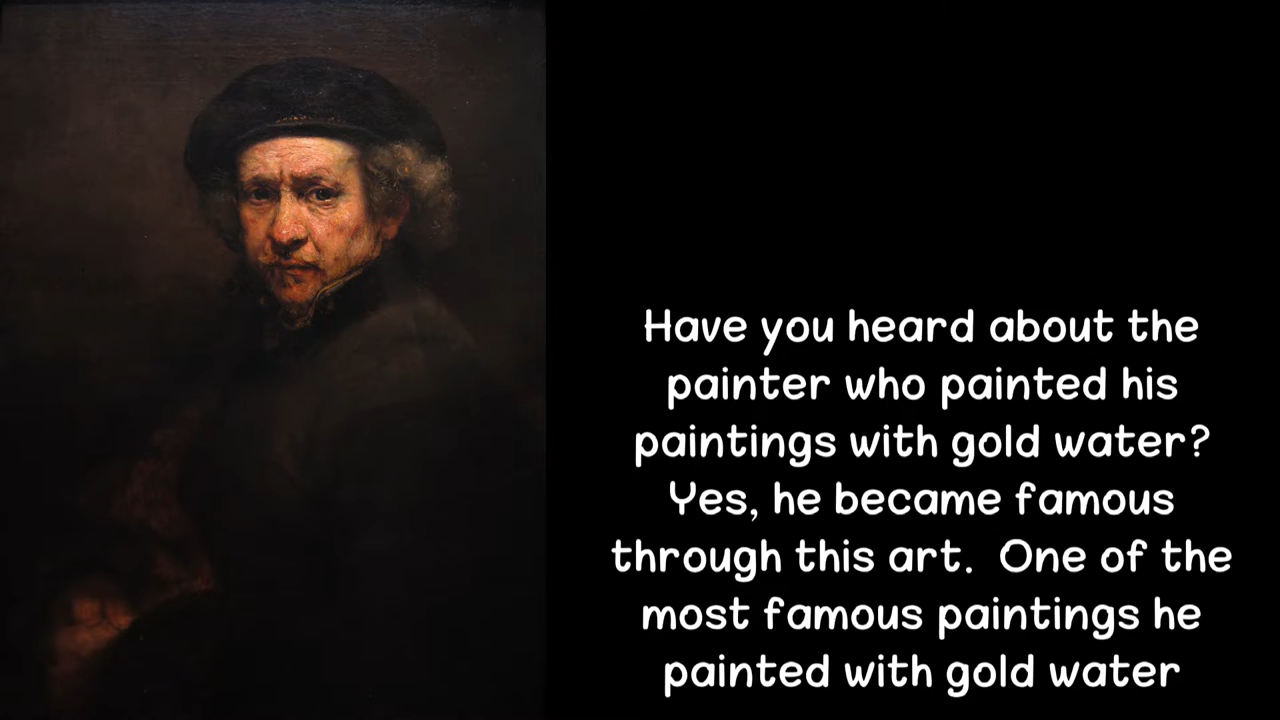 Have you heard about the
painter who painted his
paintings with gold water?
Yes, he became famous
through this art.  One of the
most famous paintings he
painted with gold water